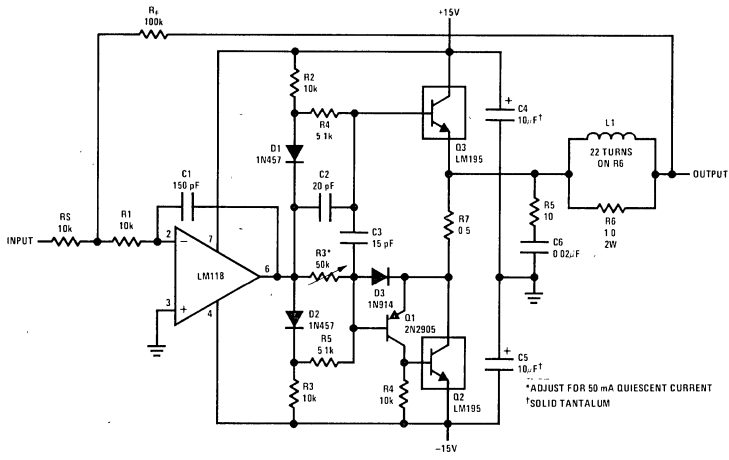 +15V
RF
100k
R2
10k
R4
5 1k
Q3
LM195
+
C4
10μF†
L1
22 TURNS
ON R6
D1
1N457
C2
20 pF
C1
150 pF
OUTPUT
R5
10
R7
0 5
R6
1 0
2W
C3
15 pF
RS
10k
R1
10k
INPUT
2
−
7
6
LM118
3
+
4
R3*
50k
C6
0 02μF
D3
1N914
D2
1N457
Q1
2N2905
R5
5 1k
+
C5
10μF†
R3
10k
R4
10k
Q2
LM195
*ADJUST FOR 50 mA QUIESCENT CURRENT
†SOLID TANTALUM
−15V